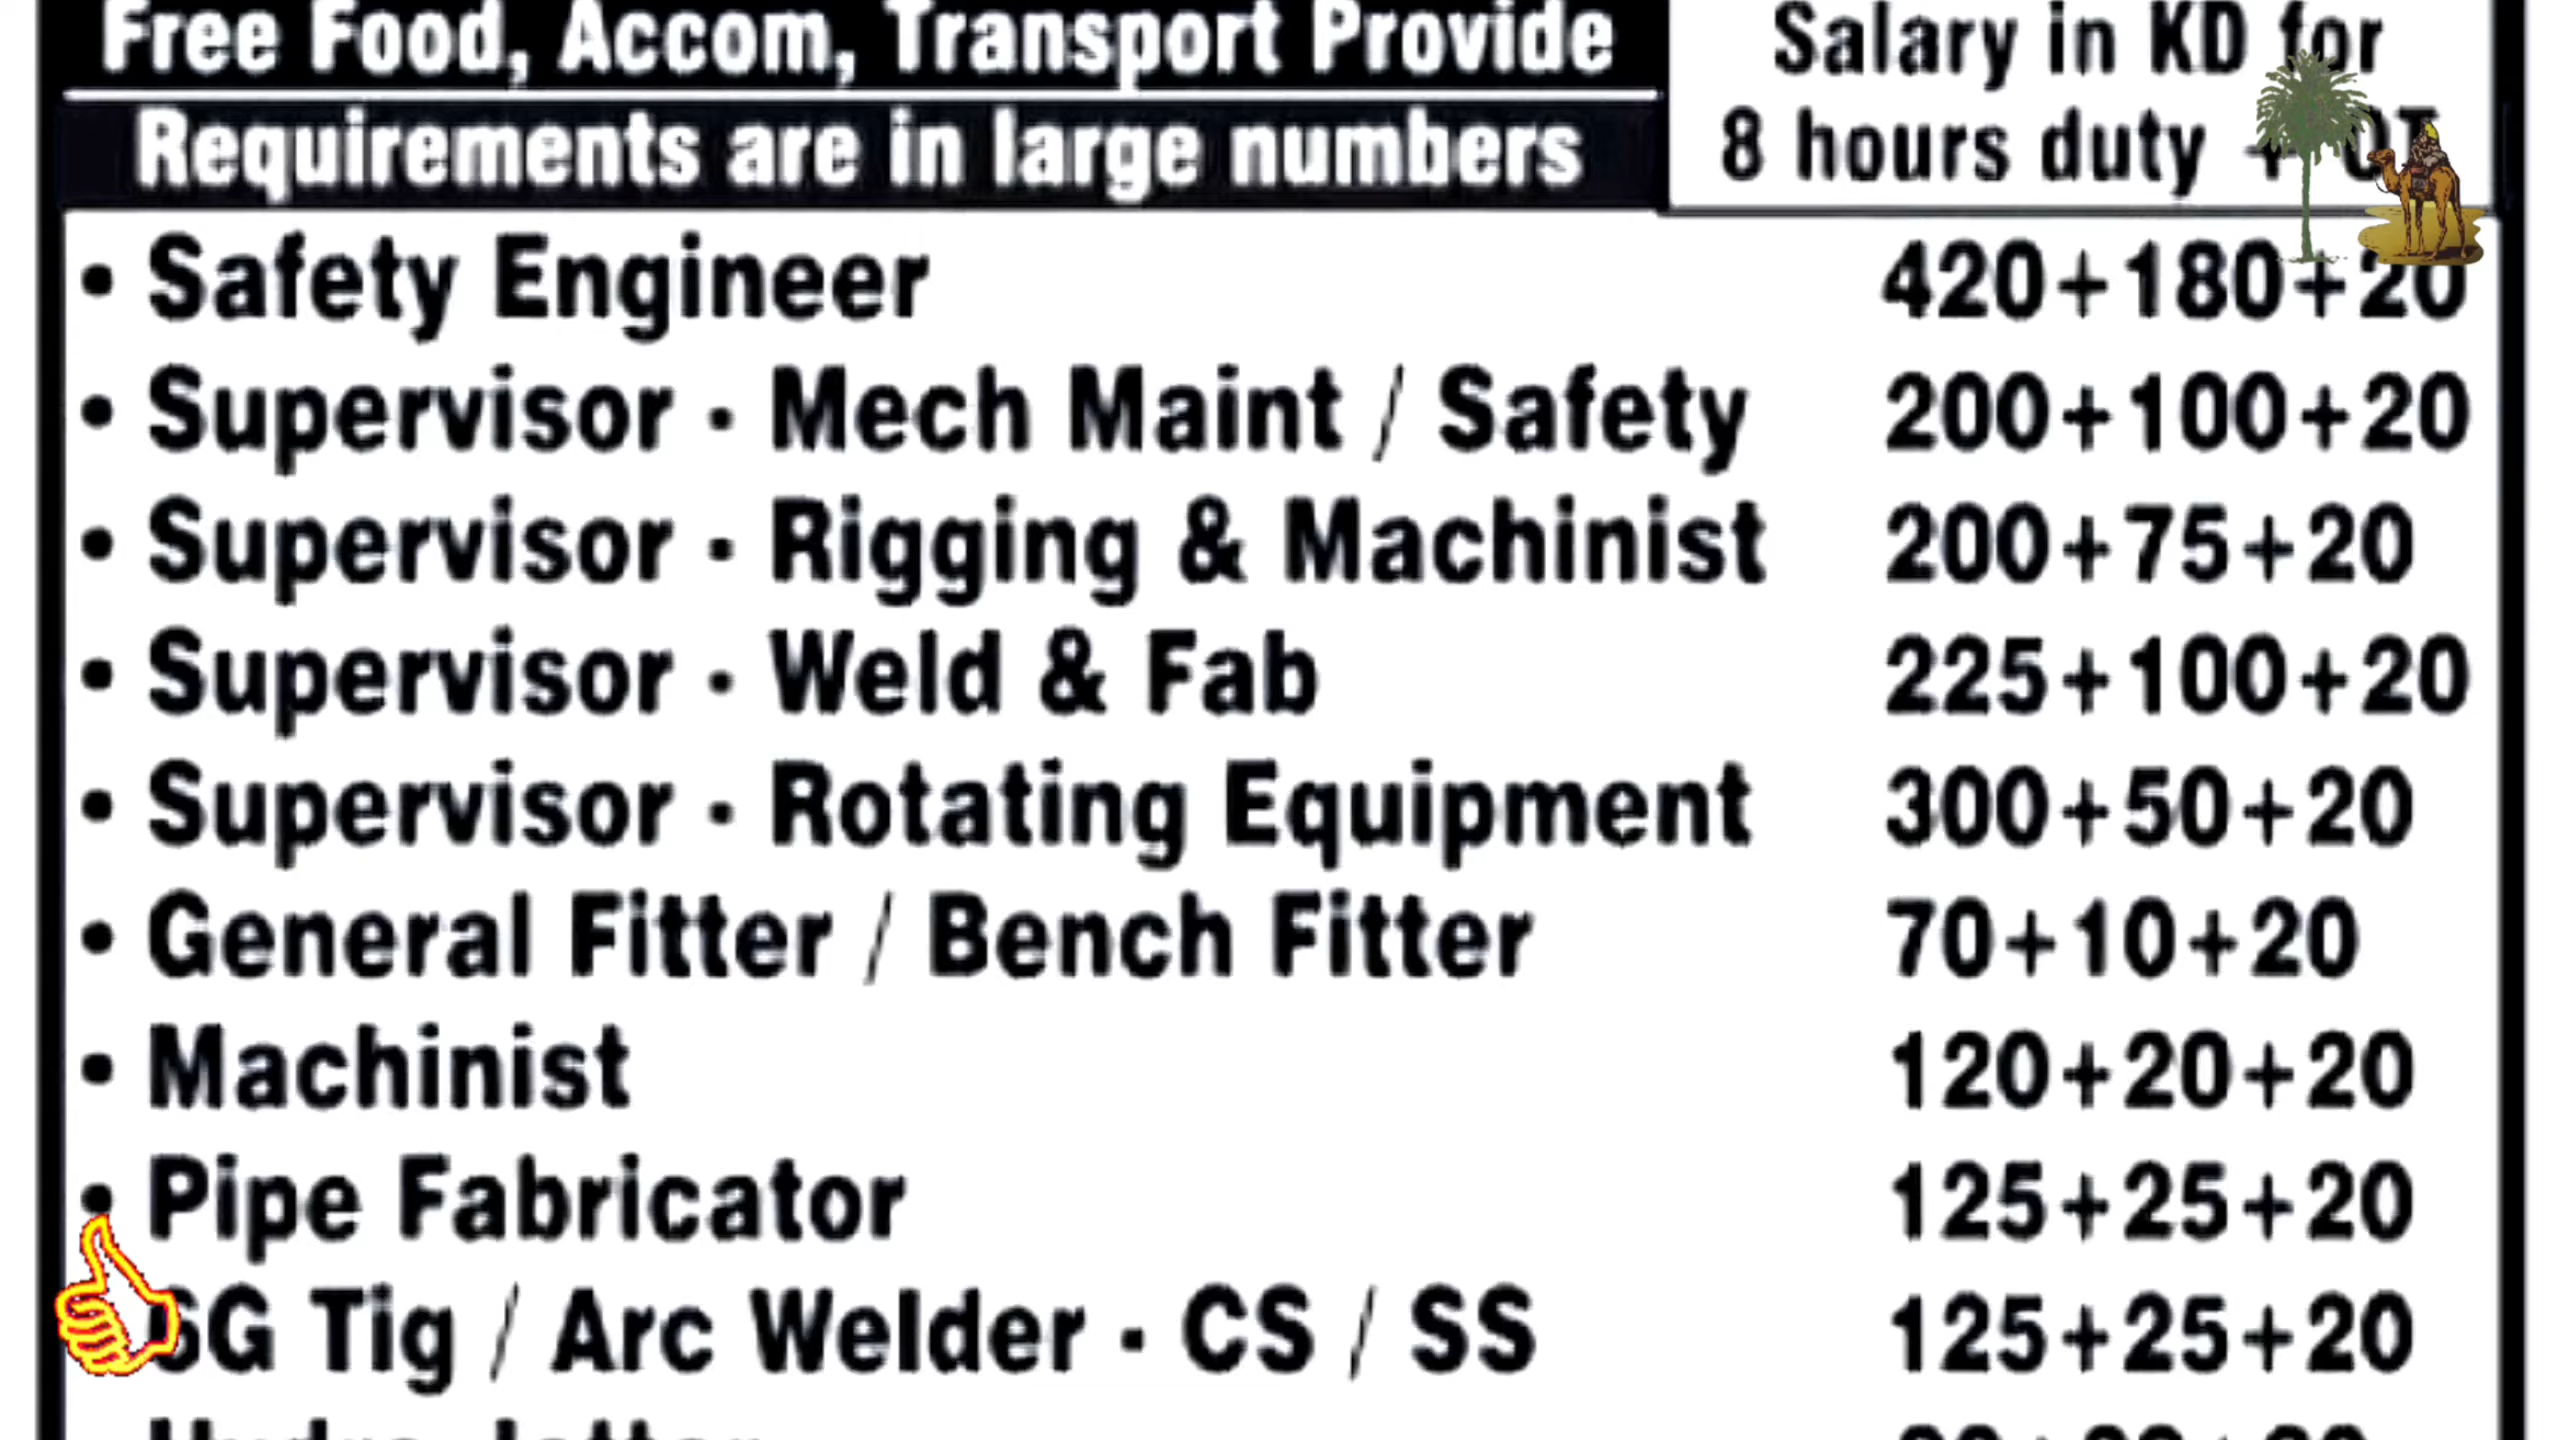 Free Food, Accom, Transport Provide
Requirements are in large numbers
Salary in KD for
8 hours duty + OT
• Safety Engineer 420+180+20
• Supervisor - Mech Maint / Safety 200+100+20
• Supervisor - Rigging & Machinist 200+75+20
• Supervisor - Weld & Fab 225+100+20
• Supervisor - Rotating Equipment 300+50+20
• General Fitter / Bench Fitter 70+10+20
• Machinist 120+20+20
• Pipe Fabricator 125+25+20
6G Tig / Arc Welder - CS / SS 125+25+20